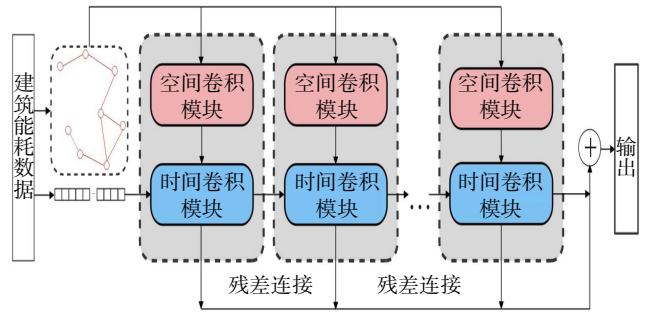 建筑能耗数据
空间卷积
模块
空间卷积
模块
空间卷积
模块
时间卷积
模块
时间卷积
模块
...
时间卷积
模块
+
输出
残差连接
残差连接